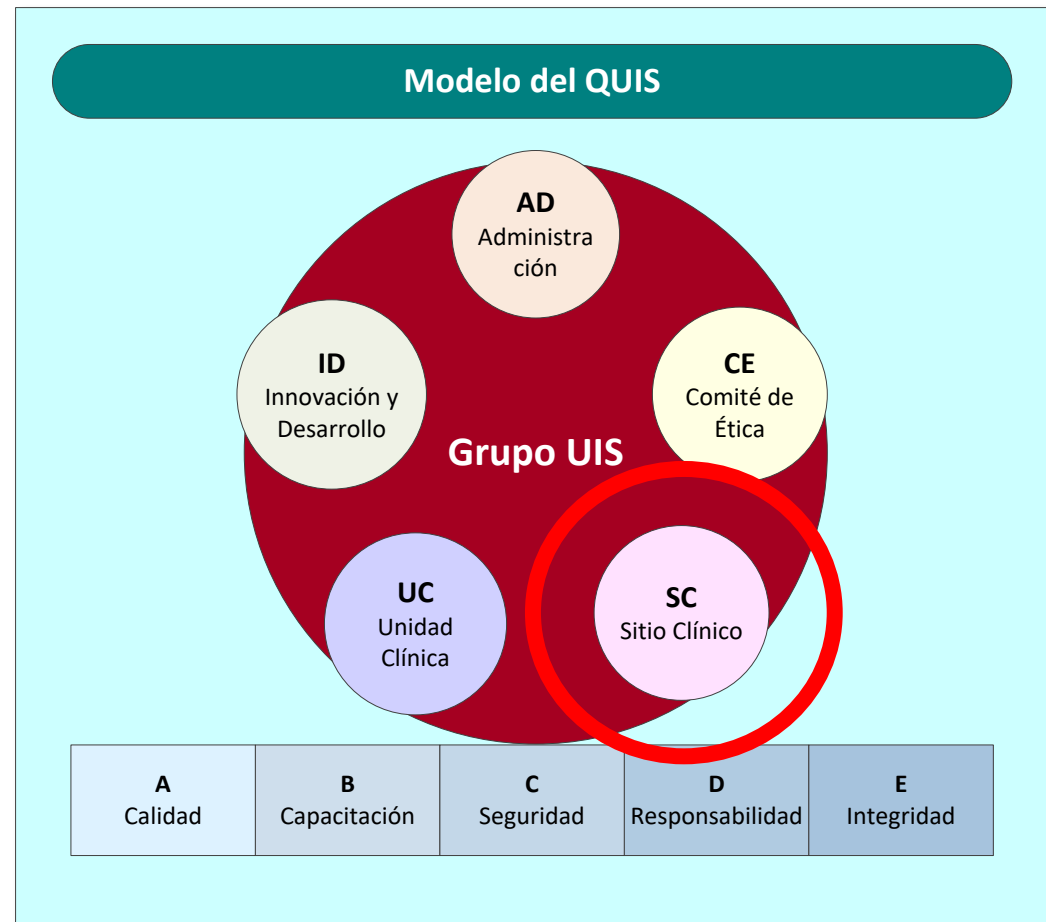 Modelo del QUIS
AD
Administra
ción
ID
Innovación y
Desarrollo
CE
Comité de
Ética
Grupo UIS
UC
Unidad
Clínica
SC
Sitio Clínico
A
Calidad
B
Capacitación
C
Seguridad
D
Responsabilidad
E
Integridad